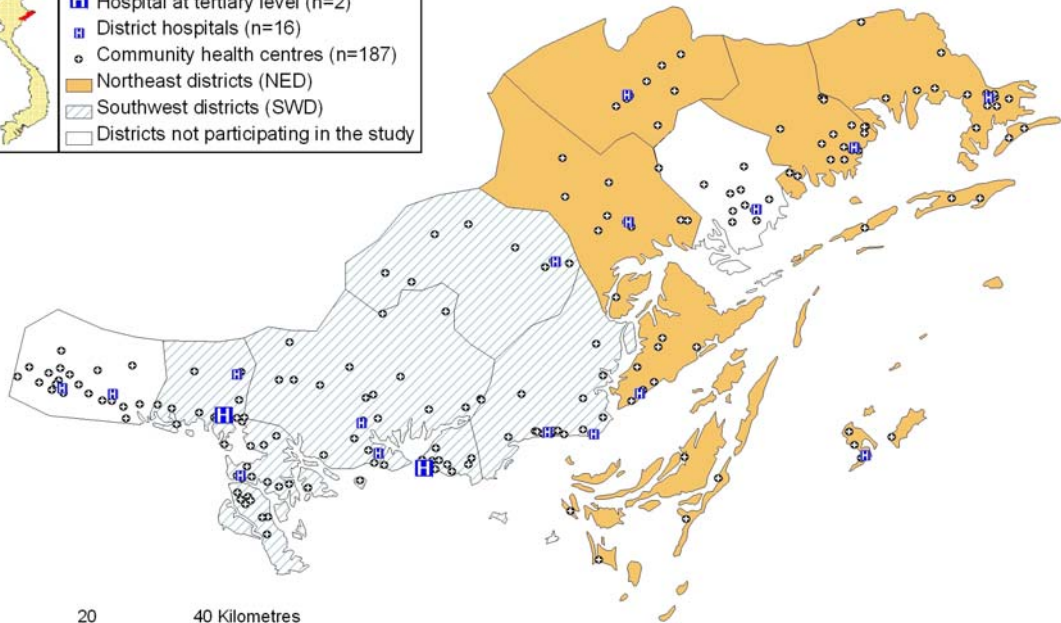 Hospital at tertiary level (n=2)
District hospitals (n=16)
Community health centres (n=187)
Northeast districts (NED)
Southwest districts (SWD)
Districts not participating in the study
20 40 Kilometres